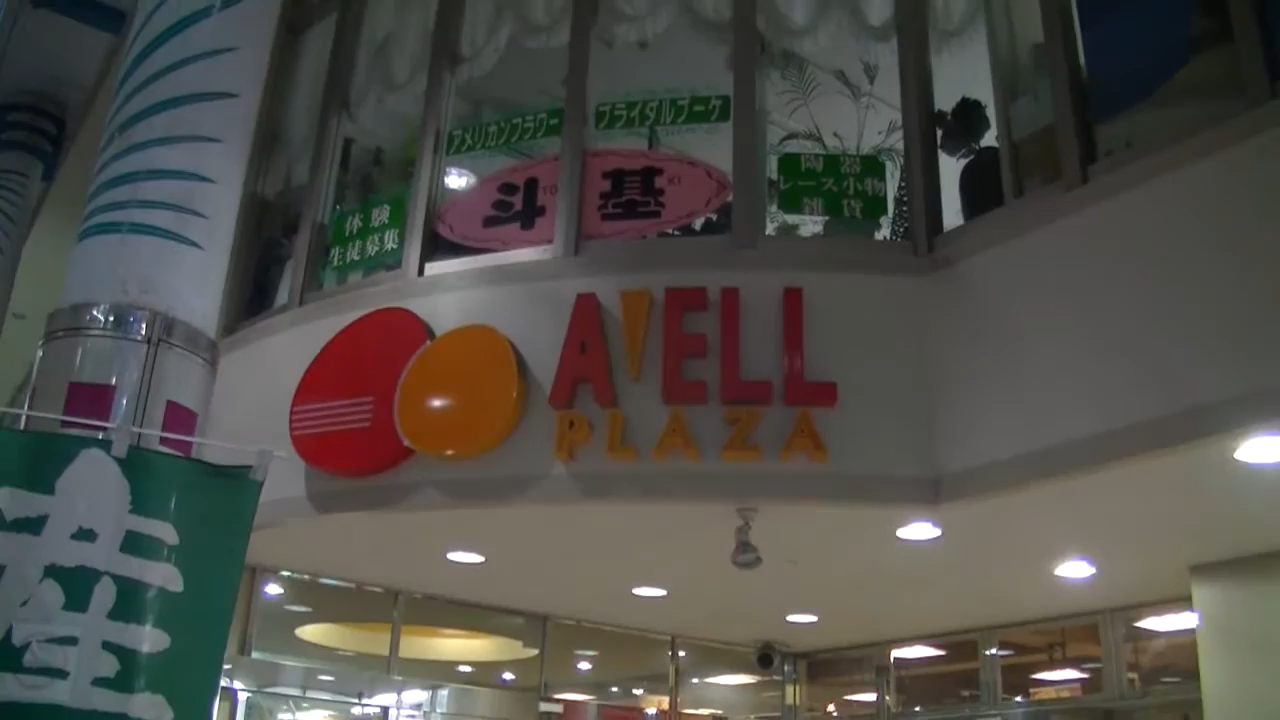 アメリカンフラワー
ブライダルブーケ
斗基
陶器
レース小物
雑貨
体験
生徒募集
A'ELL
PLAZA
産